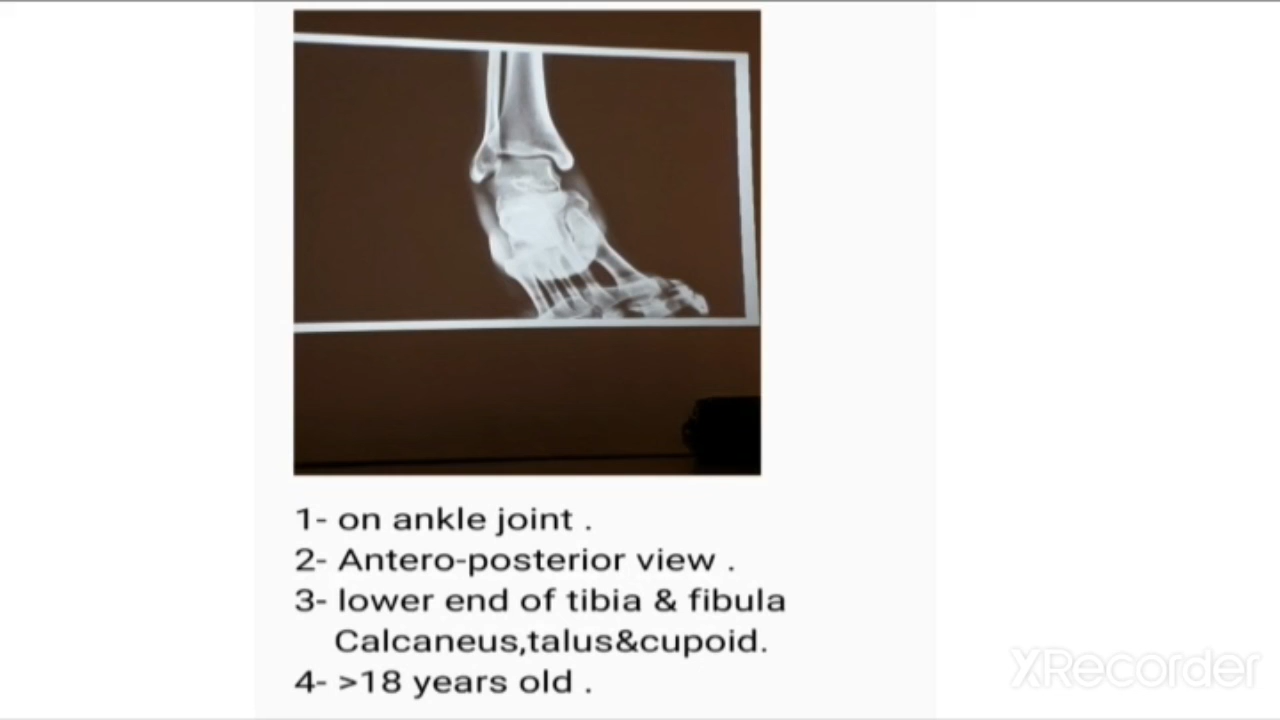 1- on ankle joint .
2- Antero-posterior view .
3- lower end of tibia & fibula
Calcaneus,talus&cupoid.
4- >18 years old .
XRecorder